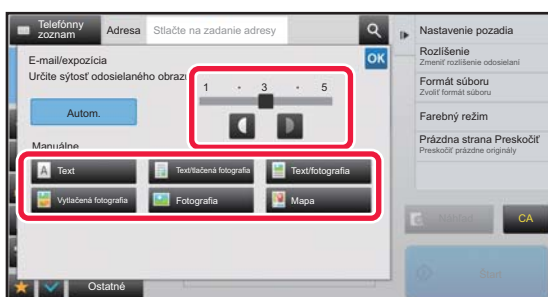 Telefónny zoznam
Adresa
Stlačte na zadanie adresy
E-mail/expozícia
OK
Určite sýtosť odosielaného obrazu
1 · 3 · 5
Autom.
Manuálne
A Text
Text/tlačená fotografia
Text/fotografia
Vytlačená fotografia
Fotografia
Mapa
Ostatné
Nastavenie pozadia
Rozlíšenie
Zmeniť rozlíšenie odosielaní
Formát súboru
Zvoliť formát súboru
Farebný režim
Prázdna strana Preskočiť
Preskočiť prázdne originály
CA
Štart